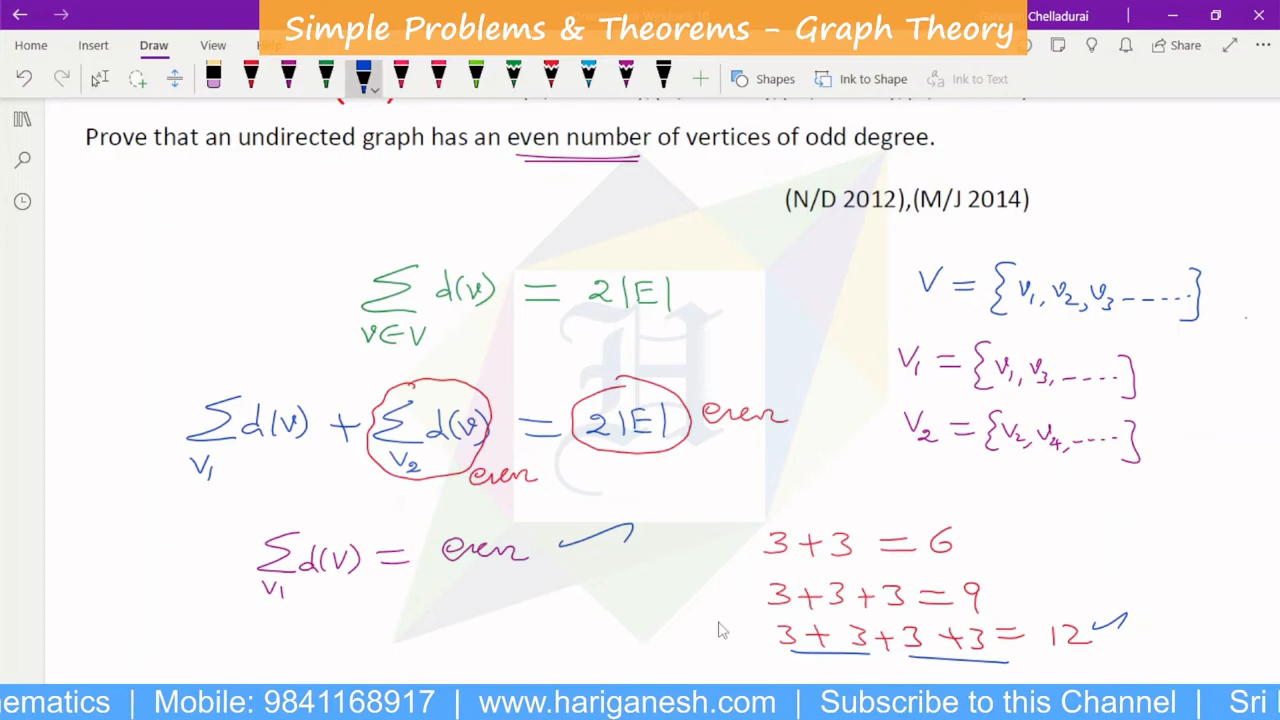 Simple Problems & Theorems - Graph Theory
Chelladurai
Home Insert Draw View
Share
Shapes Ink to Shape Ink to Text
Prove that an undirected graph has an even number of vertices of odd degree.
(N/D 2012),(M/J 2014)
∑ d(v) = 2|E|
v∈V
V = {v₁, v₂, v₃ -----}
V₁ = {v₁, v₃, -----}
∑ d(v) + ∑ d(v) = 2|E| even
V₁ V₂ even
V₂ = {v₂, v₄, -----}
∑ d(v) = even
V₁
3+3 = 6
3+3+3=9
3+3+3+3= 12
ematics | Mobile: 9841168917 | www.hariganesh.com | Subscribe to this Channel | Sri